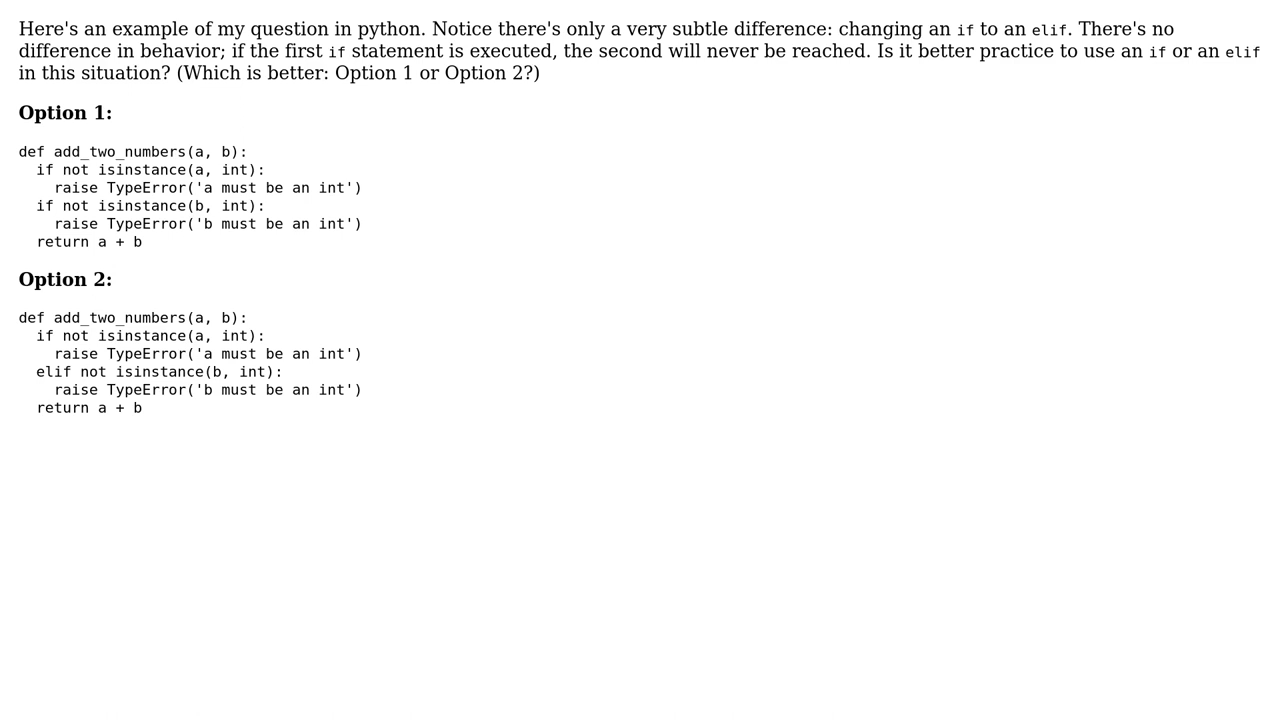 Here's an example of my question in python. Notice there's only a very subtle difference: changing an if to an elif. There's no
difference in behavior; if the first if statement is executed, the second will never be reached. Is it better practice to use an if or an elif
in this situation? (Which is better: Option 1 or Option 2?)
Option 1:
def add_two_numbers(a, b):
  if not isinstance(a, int):
    raise TypeError('a must be an int')
  if not isinstance(b, int):
    raise TypeError('b must be an int')
  return a + b
Option 2:
def add_two_numbers(a, b):
  if not isinstance(a, int):
    raise TypeError('a must be an int')
  elif not isinstance(b, int):
    raise TypeError('b must be an int')
  return a + b